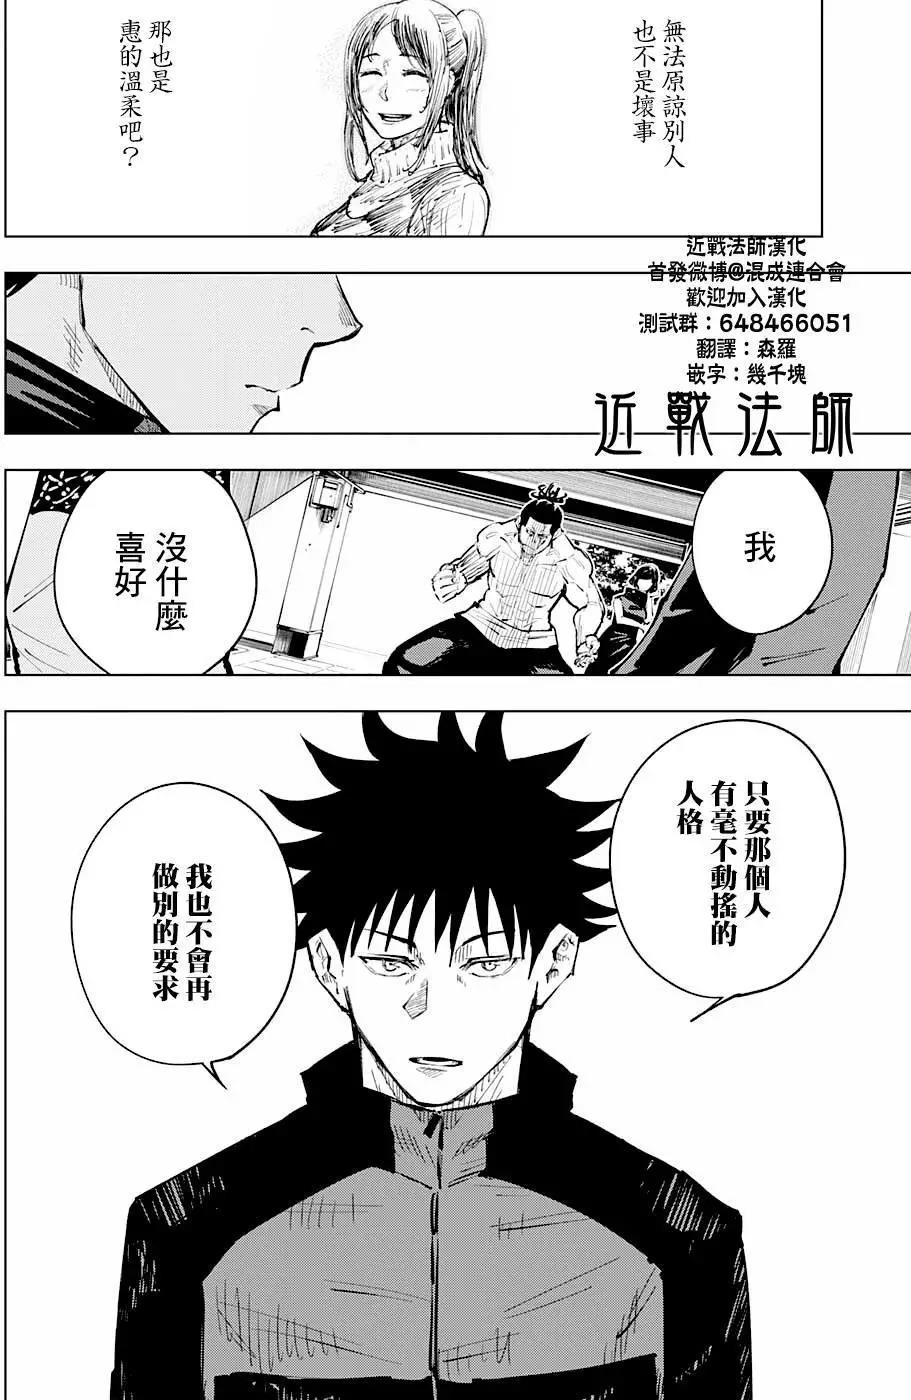 無法原諒別人
也不是壞事
那也是
惠的溫柔吧？
近戰法師漢化
首發微博@混成連合會
歡迎加入漢化
測試群：648466051
翻譯：森羅
嵌字：幾千塊
近戰法師
我
沒什麼
喜好
只要那個人
有毫不動搖的
人格
我也不會再
做別的要求